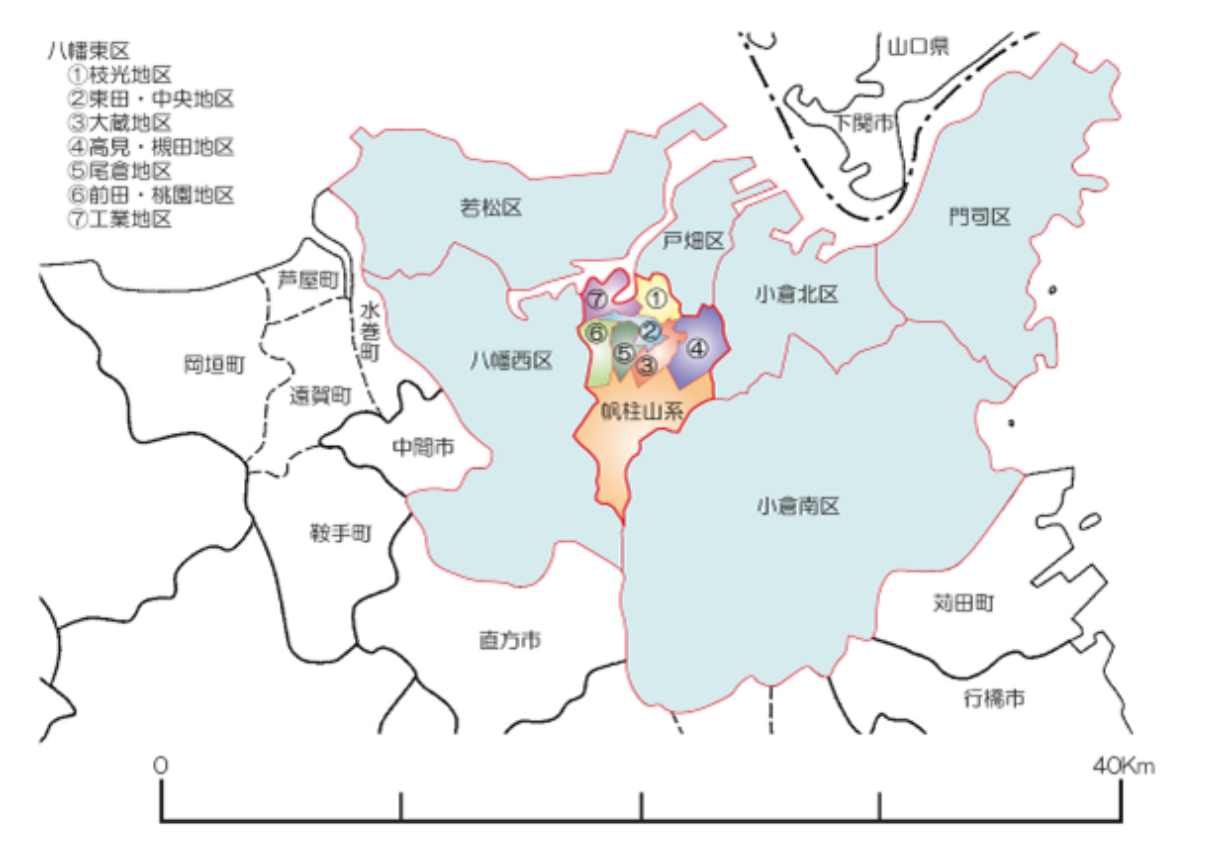 八幡東区
①枝光地区
②東田・中央地区
③大蔵地区
④高見・槻田地区
⑤尾倉地区
⑥前田・桃園地区
⑦工業地区
山口県
下関市
若松区
戸畑区
門司区
芦屋町
水巻町
⑦
①
小倉北区
岡垣町
遠賀町
八幡西区
⑥
②
⑤
③
④
帆柱山系
中間市
鞍手町
小倉南区
直方市
苅田町
行橋市
0
40Km